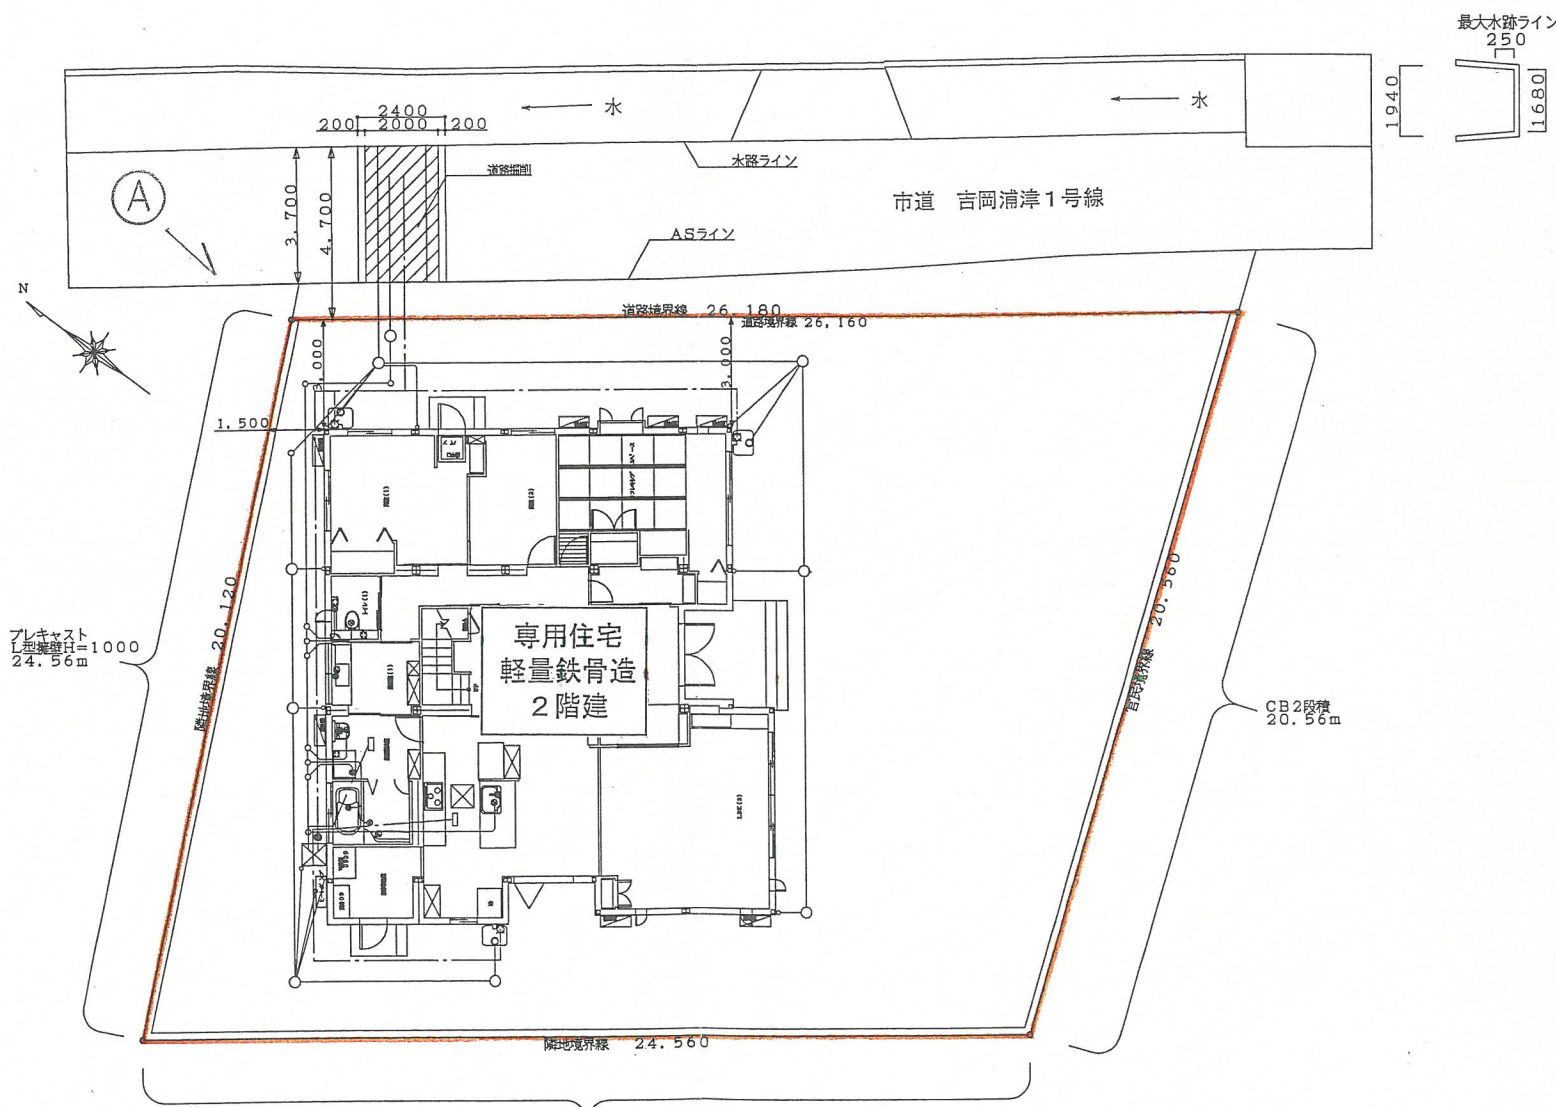 最大水跡ライン
250
1940
1680
水
水
2400
200 2000 200
水路ライン
道路掘削
A
市道 吉岡浦津1号線
3,700
4,700
ASライン
N
道路境界線 26.180
道路境界線 26,160
3,000
3,000
1.500
隣地境界線 20.120
プレキャスト
L型擁壁H=1000
24.56m
トイレ(1)
専用住宅
軽量鉄骨造
2階建
官民境界線 20.560
CB2段積
20.56m
隣地境界線 24.560